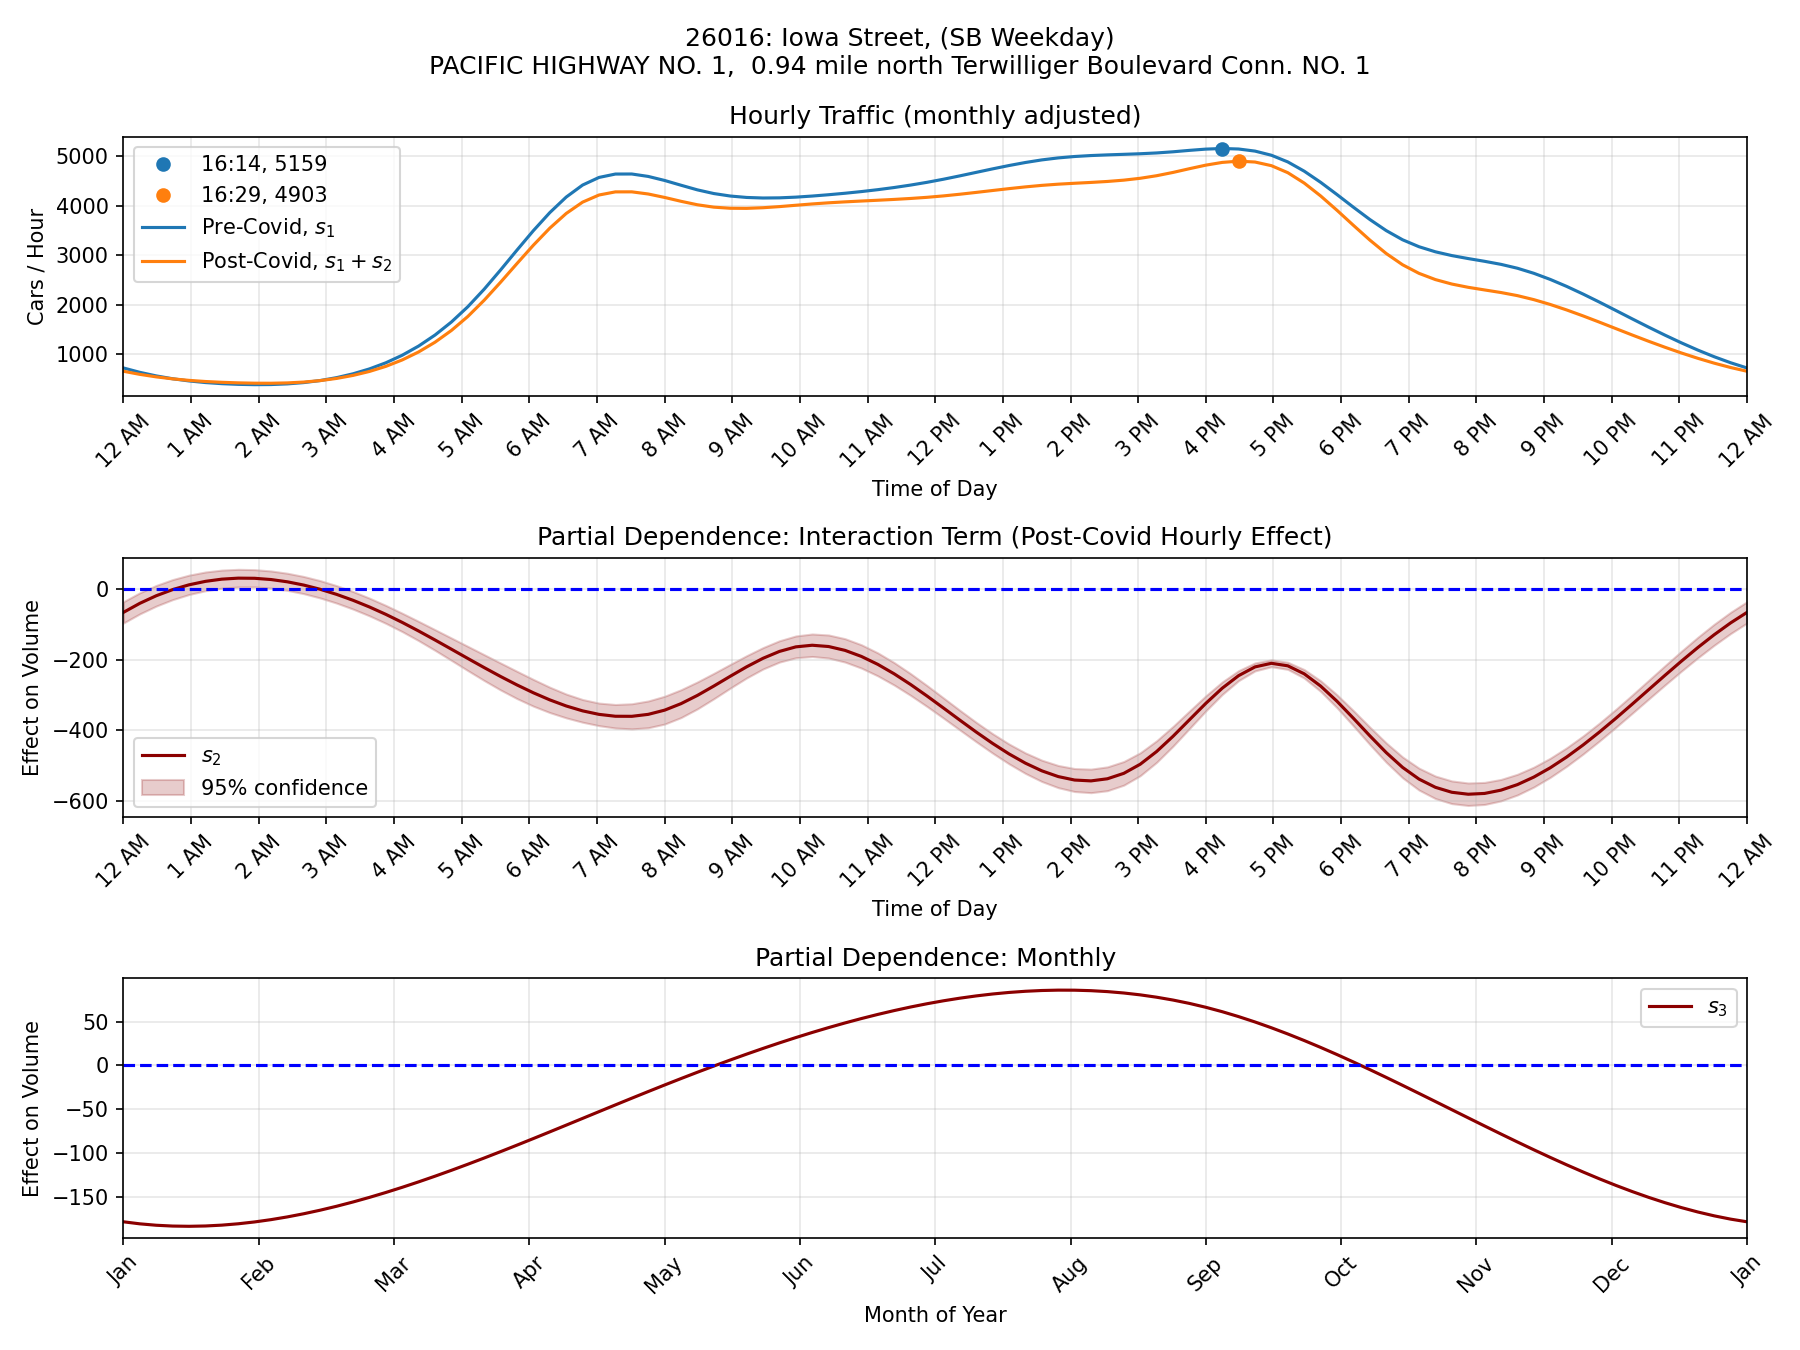 26016: Iowa Street, (SB Weekday)
PACIFIC HIGHWAY NO. 1,  0.94 mile north Terwilliger Boulevard Conn. NO. 1
Hourly Traffic (monthly adjusted)
5000
4000
3000
2000
1000
Cars / Hour
16:14, 5159
16:29, 4903
Pre-Covid, s₁
Post-Covid, s₁ + s₂
12 AM 1 AM 2 AM 3 AM 4 AM 5 AM 6 AM 7 AM 8 AM 9 AM 10 AM 11 AM 12 PM 1 PM 2 PM 3 PM 4 PM 5 PM 6 PM 7 PM 8 PM 9 PM 10 PM 11 PM 12 AM
Time of Day
Partial Dependence: Interaction Term (Post-Covid Hourly Effect)
0
−200
−400
−600
Effect on Volume
s₂
95% confidence
12 AM 1 AM 2 AM 3 AM 4 AM 5 AM 6 AM 7 AM 8 AM 9 AM 10 AM 11 AM 12 PM 1 PM 2 PM 3 PM 4 PM 5 PM 6 PM 7 PM 8 PM 9 PM 10 PM 11 PM 12 AM
Time of Day
Partial Dependence: Monthly
50
0
−50
−100
−150
Effect on Volume
s₃
Jan Feb Mar Apr May Jun Jul Aug Sep Oct Nov Dec Jan
Month of Year